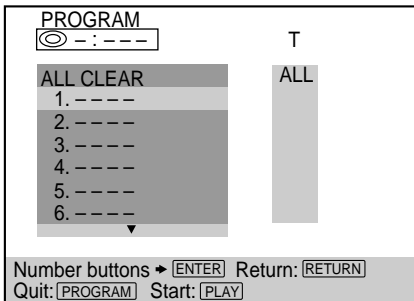 PROGRAM
– : – – –
T
ALL CLEAR
ALL
1. – – – –
2. – – – –
3. – – – –
4. – – – –
5. – – – –
6. – – – –
Number buttons → ENTER Return: RETURN
Quit: PROGRAM Start: PLAY